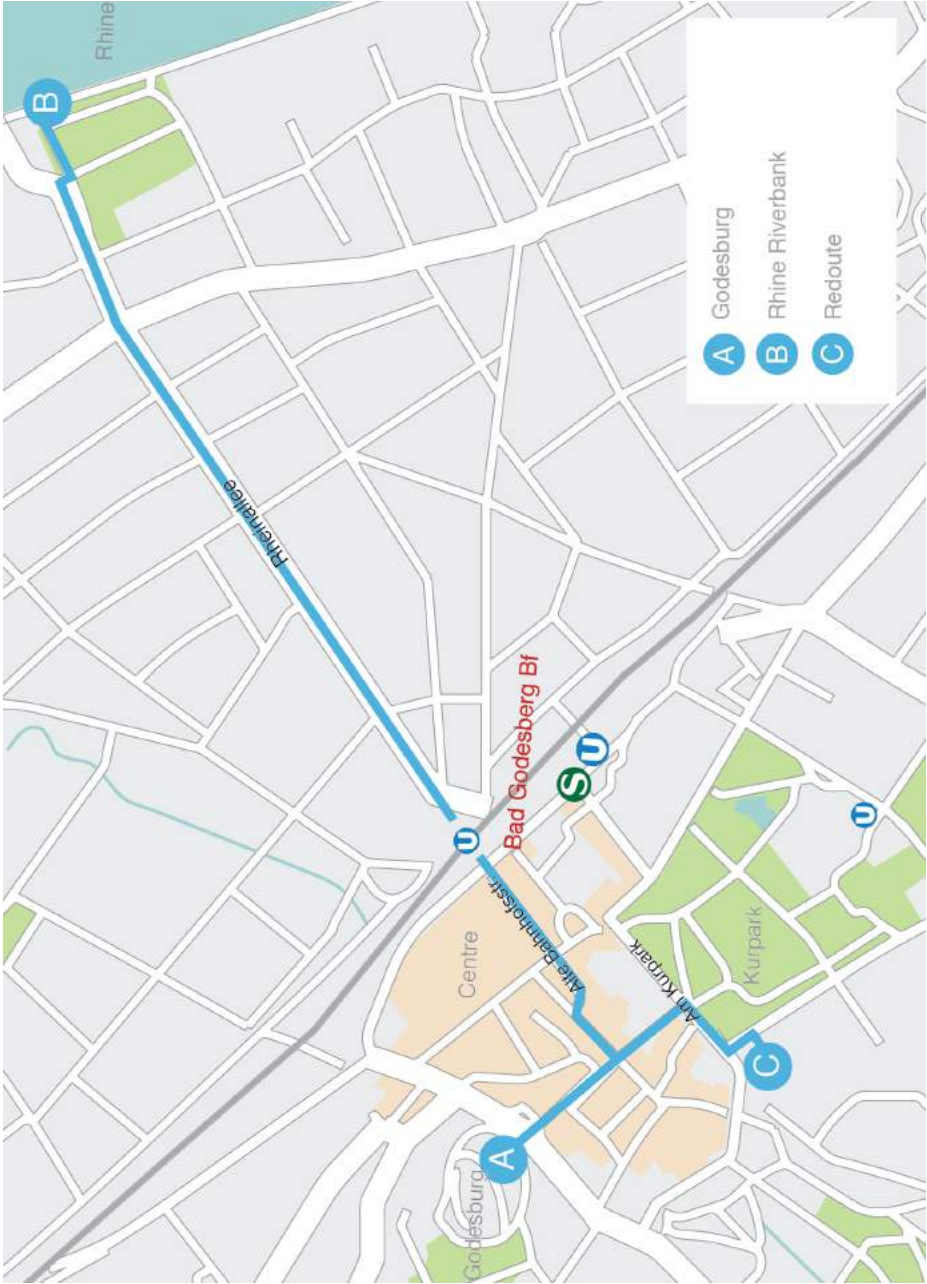 Rhine
B
Rheinallee
Bad Godesberg Bf
S
U
U
U
Alte Bahnhofsstr.
Centre
Am Kurpark
Kurpark
C
A
Godesburg
A Godesburg
B Rhine Riverbank
C Redoute